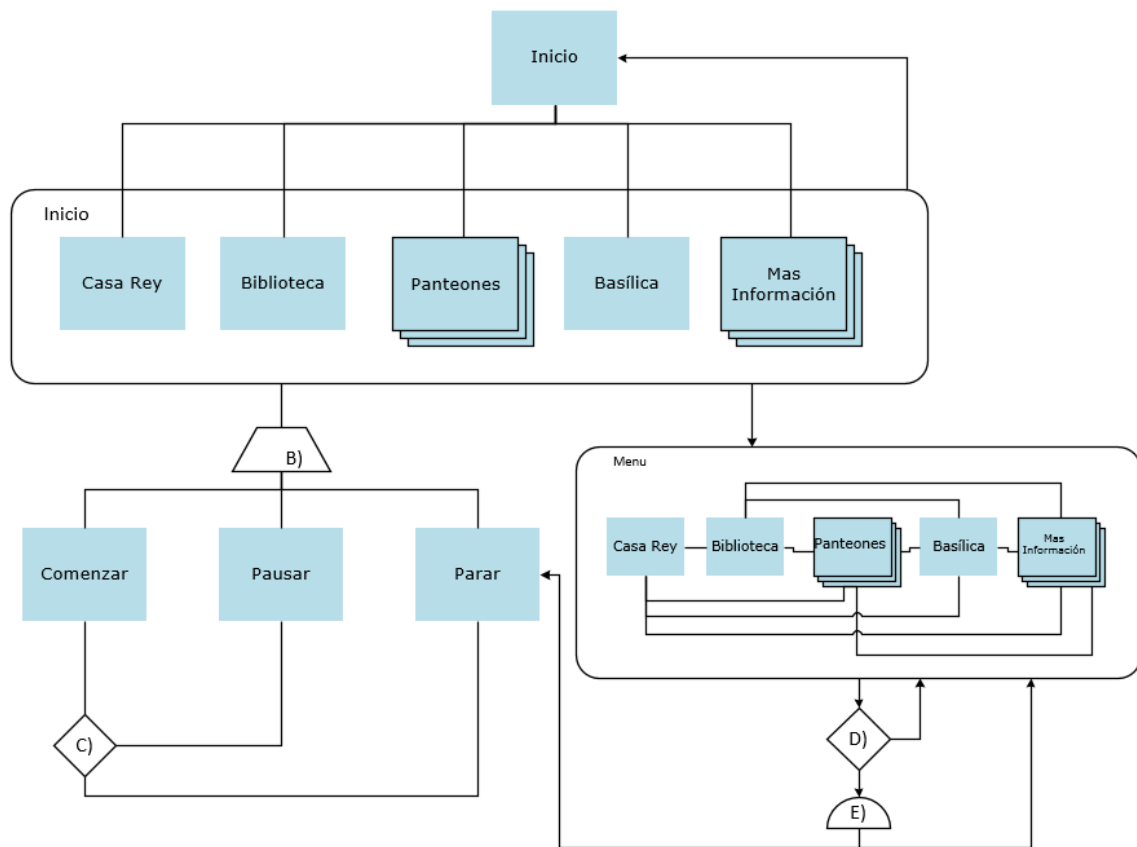 Inicio
Inicio
Casa Rey
Biblioteca
Panteones
Basílica
Mas
Información
B)
Menu
Comenzar
Pausar
Parar
Casa Rey
Biblioteca
Panteones
Basílica
Mas
Información
C)
D)
E)